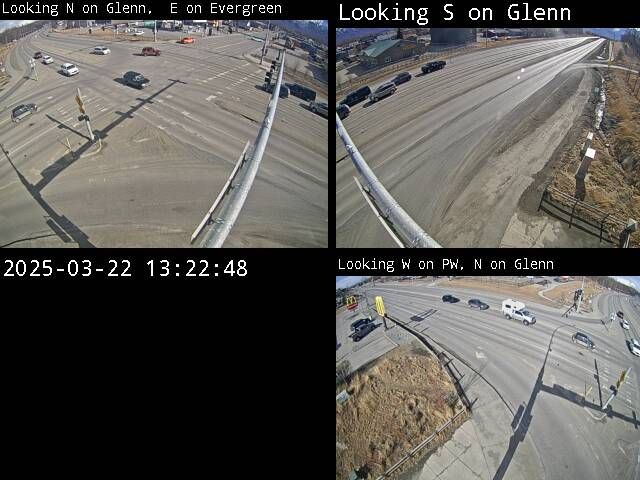 Looking N on Glenn,  E on Evergreen
Looking S on Glenn
2025-03-22 13:22:48
Looking W on PW, N on Glenn